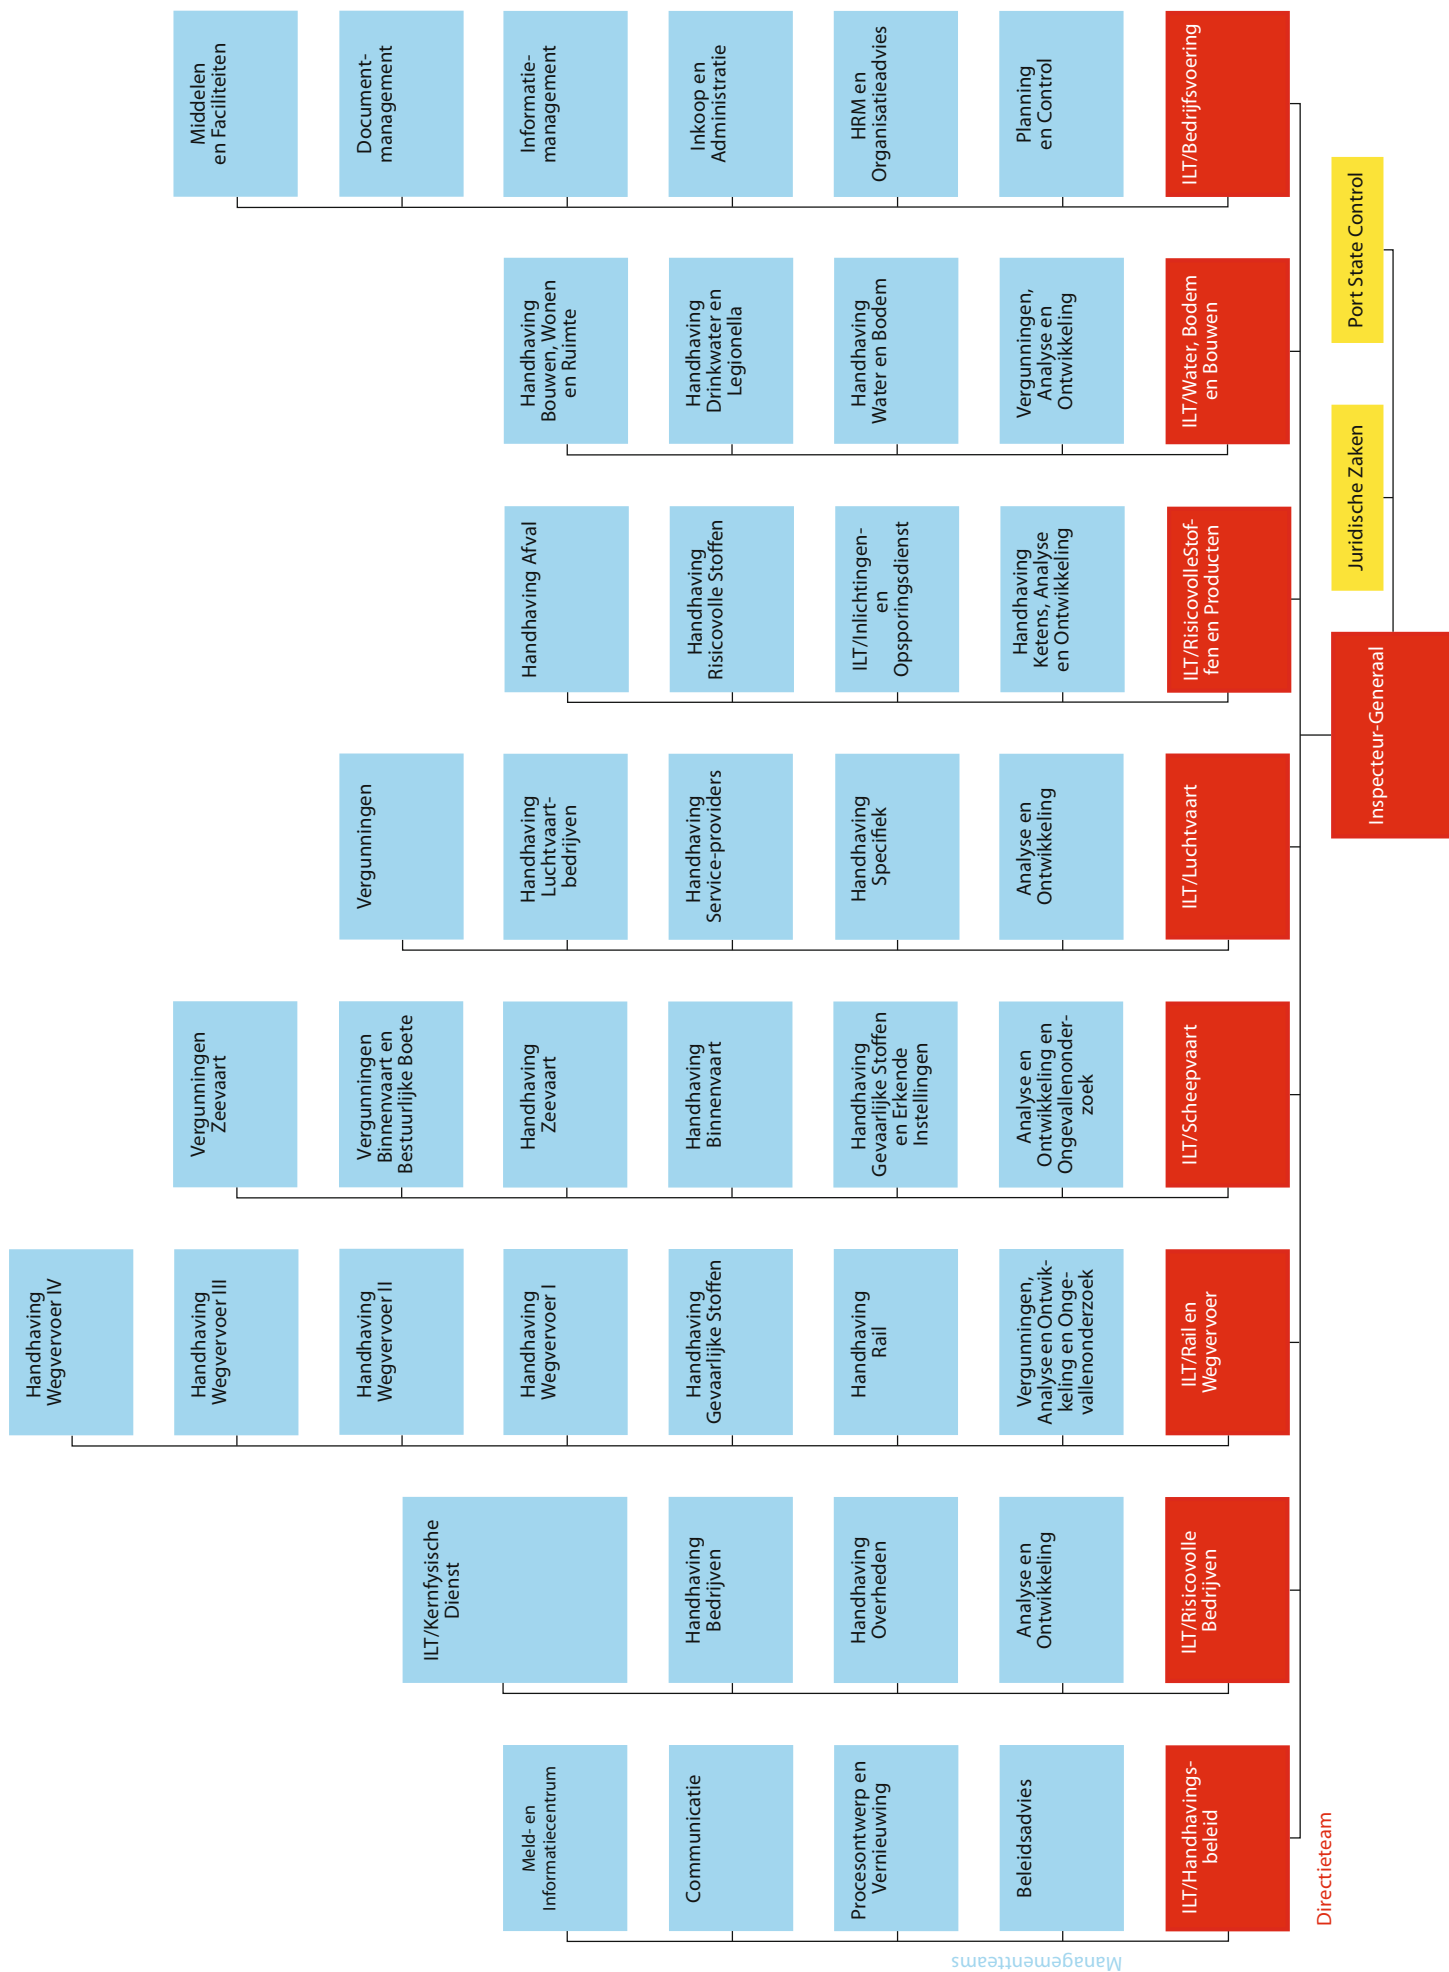 Inspecteur-Generaal
Juridische Zaken
Port State Control
Directieteam
Managementteams
ILT/Handhavings-
beleid
Beleidsadvies
Procesontwerp en
Vernieuwing
Communicatie
Meld- en
Informatiecentrum
ILT/Risicovolle
Bedrijven
Analyse en
Ontwikkeling
Handhaving
Overheden
Handhaving
Bedrijven
ILT/Kernfysische
Dienst
ILT/Rail en
Wegvervoer
Vergunningen,
Analyse en Ontwik-
keling en Onge-
vallenonderzoek
Handhaving
Rail
Handhaving
Gevaarlijke Stoffen
Handhaving
Wegvervoer I
Handhaving
Wegvervoer II
Handhaving
Wegvervoer III
Handhaving
Wegvervoer IV
ILT/Scheepvaart
Analyse en
Ontwikkeling en
Ongevallenonder-
zoek
Handhaving
Gevaarlijke Stoffen
en Erkende
Instellingen
Handhaving
Binnenvaart
Handhaving
Zeevaart
Vergunningen
Binnenvaart en
Bestuurlijke Boete
Vergunningen
Zeevaart
ILT/Luchtvaart
Analyse en
Ontwikkeling
Handhaving
Specifiek
Handhaving
Service-providers
Handhaving
Luchtvaart-
bedrijven
Vergunningen
ILT/RisicovolleStof-
fen en Producten
Handhaving
Ketens, Analyse
en Ontwikkeling
ILT/Inlichtingen-
en
Opsporingsdienst
Handhaving
Risicovolle Stoffen
Handhaving Afval
ILT/Water, Bodem
en Bouwen
Vergunningen,
Analyse en
Ontwikkeling
Handhaving
Water en Bodem
Handhaving
Drinkwater en
Legionella
Handhaving
Bouwen, Wonen
en Ruimte
ILT/Bedrijfsvoering
Planning
en Control
HRM en
Organisatieadvies
Inkoop en
Administratie
Informatie-
management
Document-
management
Middelen
en Faciliteiten